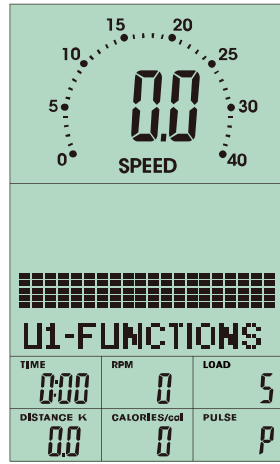 15 20
10 25
5 30
0 40
0.0
SPEED
U1-FUNCTIONS
TIME RPM LOAD
0:00 0 5
DISTANCE K CALORIES/cal PULSE
0.0 0 P